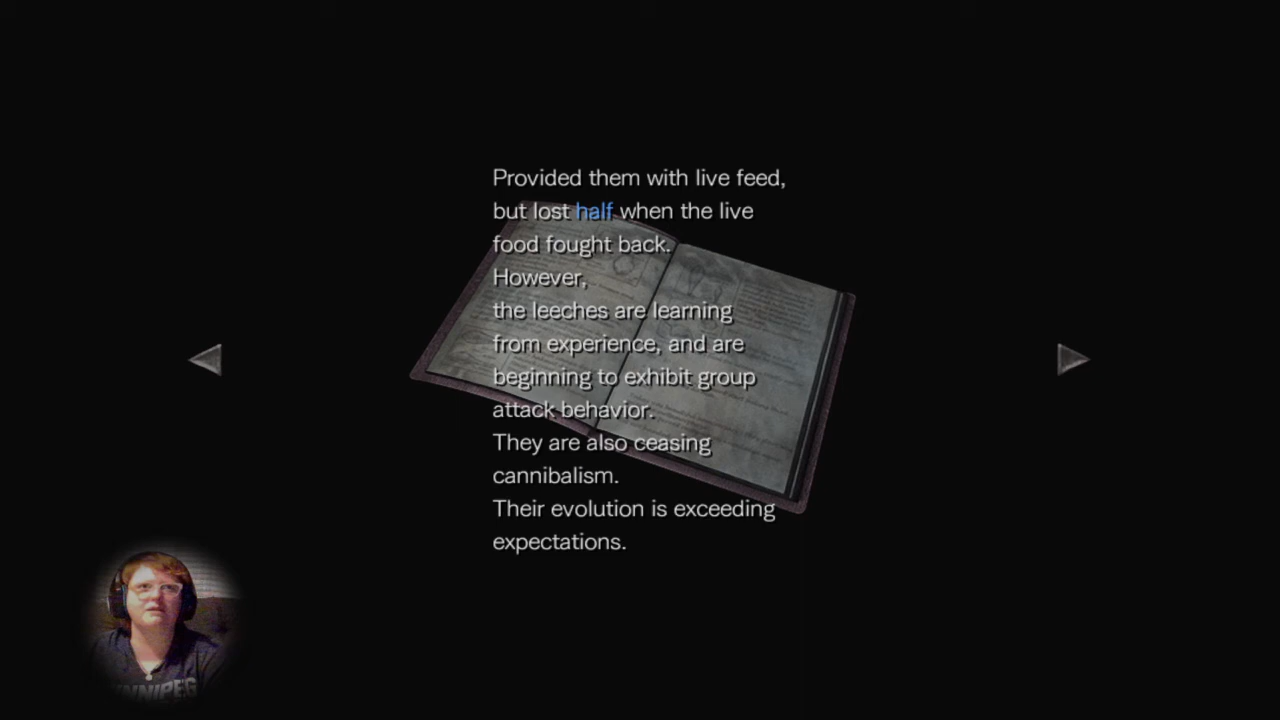 Provided them with live feed,
but lost half when the live
food fought back.
However,
the leeches are learning
from experience, and are
beginning to exhibit group
attack behavior.
They are also ceasing
cannibalism.
Their evolution is exceeding
expectations.